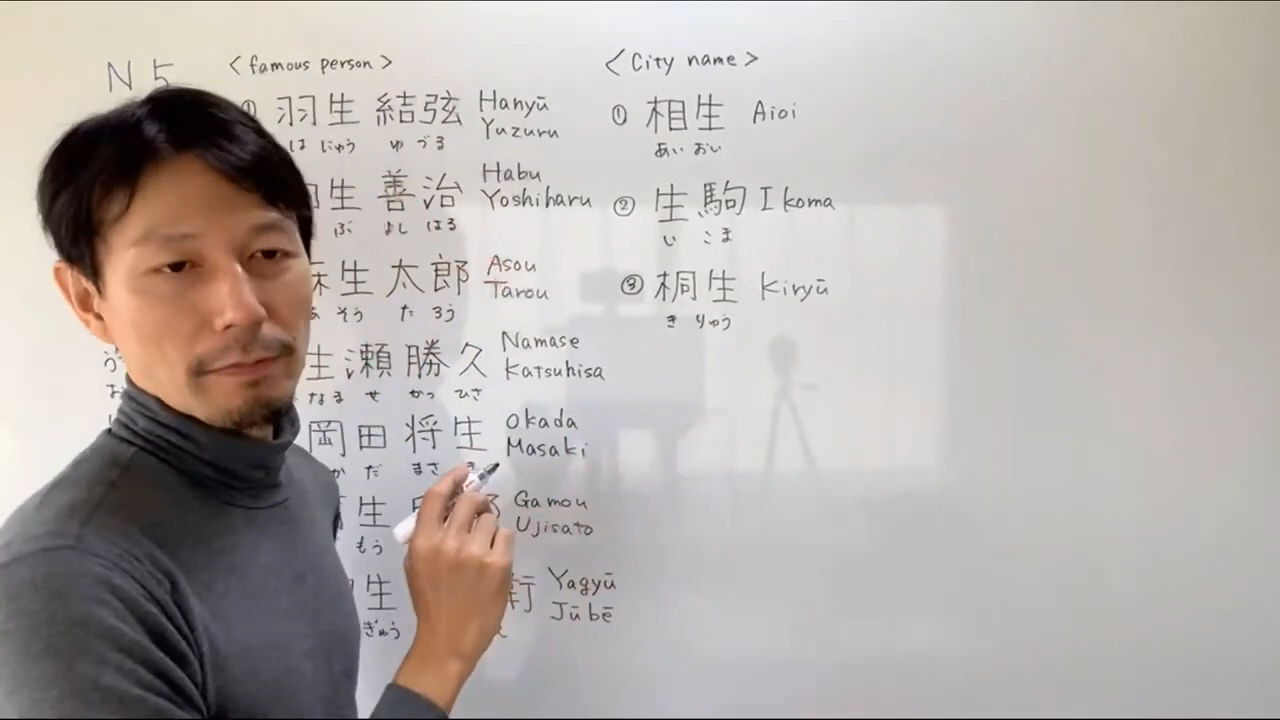 N5
<famous person>
① 羽生 結弦 Hanyū Yuzuru
はにゅう ゆづる
生 善治 Habu Yoshiharu
ぶ よし はる
麻生 太郎 Asou Tarou
あ そう た ろう
生瀬 勝久 Namase Katsuhisa
なま せ かつ ひさ
岡田 将生 Okada Masaki
か だ まさ き
生 Gamou Ujisato
もう
生 衛 Yagyū Jūbē
ぎゅう え
<City name>
① 相生 Aioi
あい おい
② 生駒 Ikoma
い こま
③ 桐生 Kiryū
き りゅう